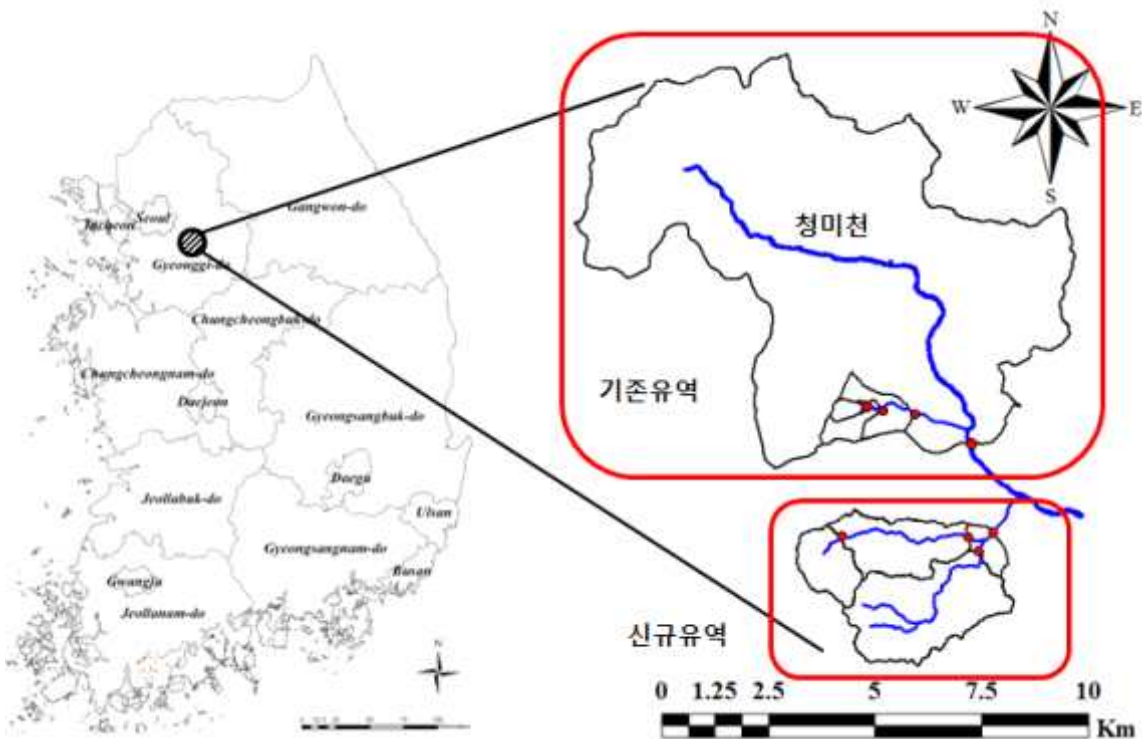 Gangwon-do
Seoul
Incheon
Gyeonggi-do
Chungcheongbuk-do
Chungcheongnam-do
Daejeon
Gyeongsangbuk-do
Daegu
Jeollabuk-do
Ulsan
Gyeongsangnam-do
Busan
Gwangju
Jeollanam-do
N
N
W
E
S
청미천
기존유역
신규유역
0 1.25 2.5 5 7.5 10
Km